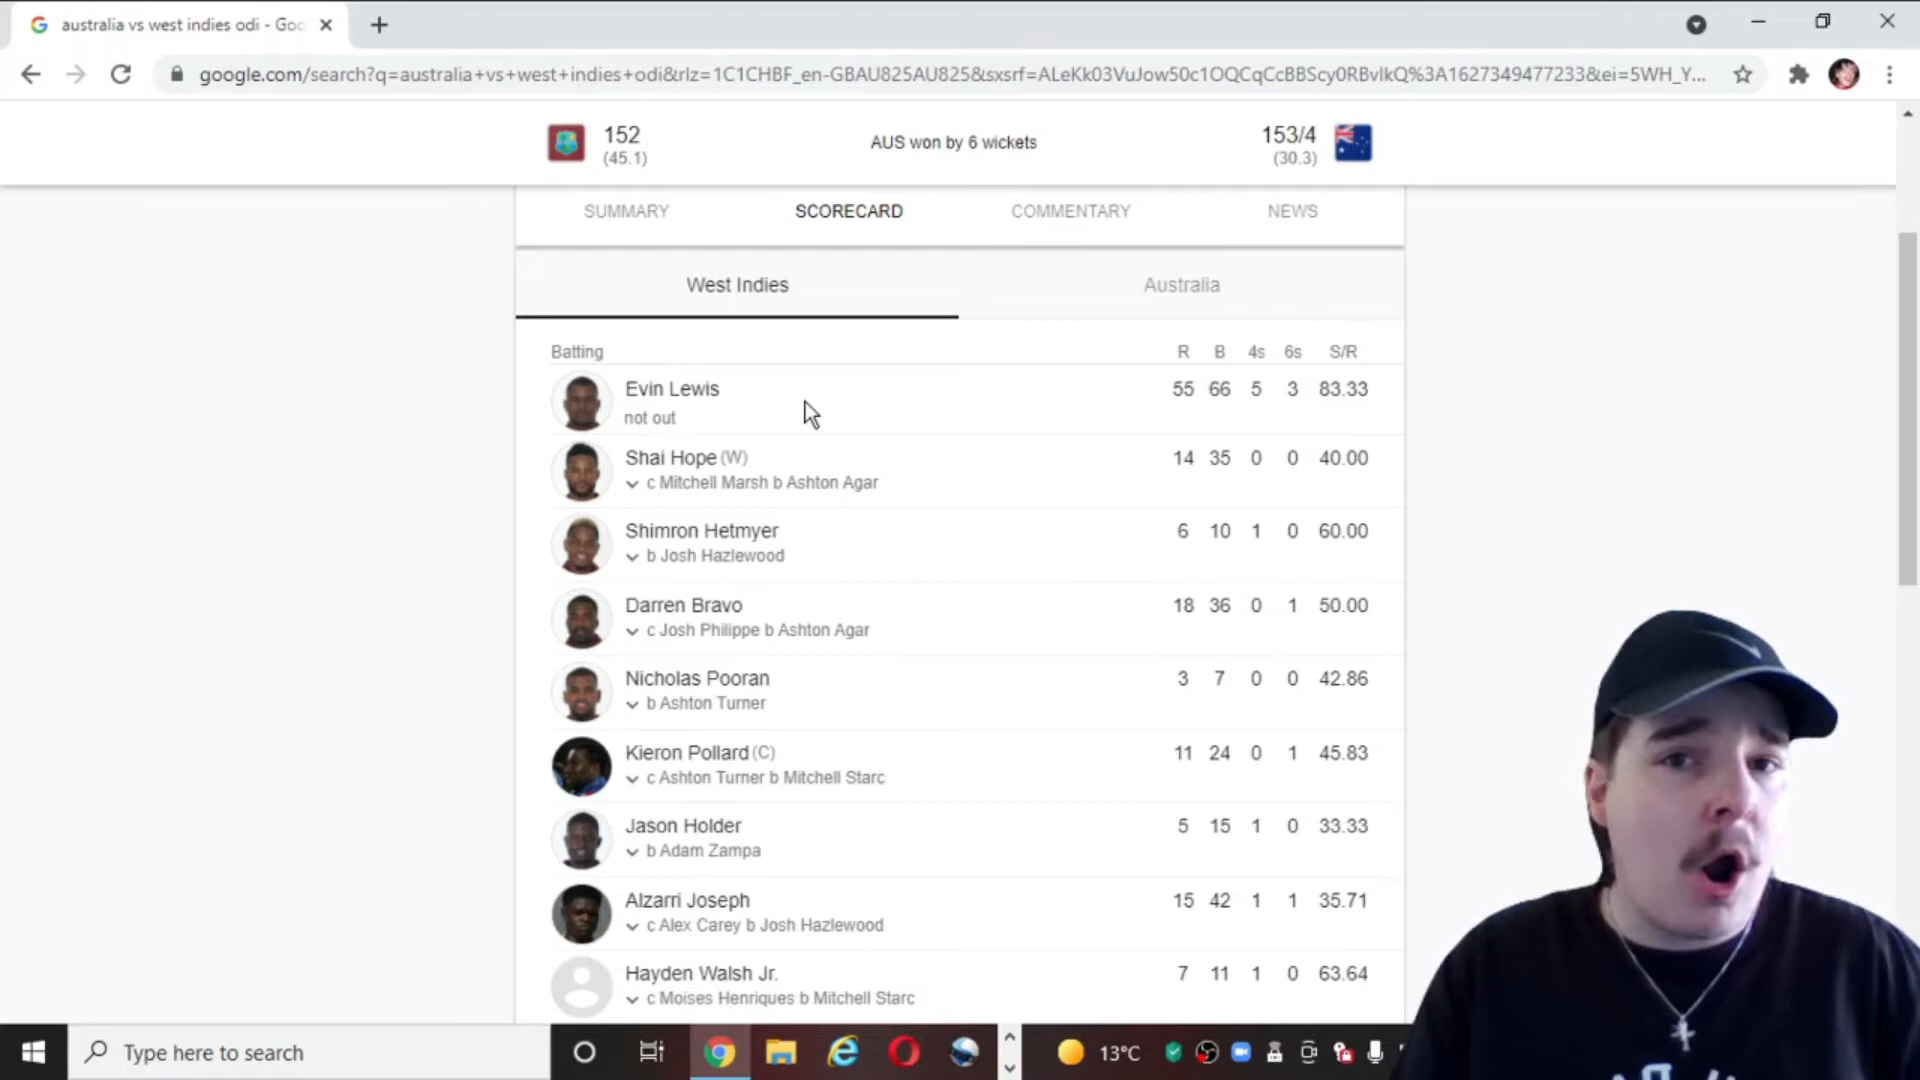 australia vs west indies odi - Goo
google.com/search?q=australia+vs+west+indies+odi&rlz=1C1CHBF_en-GBAU825AU825&sxsrf=ALeKk03VuJow50c1OQCqCcBBScy0RBvIkQ%3A1627349477233&ei=5WH_Y...
152
(45.1)
AUS won by 6 wickets
153/4
(30.3)
SUMMARY SCORECARD COMMENTARY NEWS
West Indies Australia
Batting R B 4s 6s S/R
Evin Lewis 55 66 5 3 83.33
not out
Shai Hope (W) 14 35 0 0 40.00
c Mitchell Marsh b Ashton Agar
Shimron Hetmyer 6 10 1 0 60.00
b Josh Hazlewood
Darren Bravo 18 36 0 1 50.00
c Josh Philippe b Ashton Agar
Nicholas Pooran 3 7 0 0 42.86
b Ashton Turner
Kieron Pollard (C) 11 24 0 1 45.83
c Ashton Turner b Mitchell Starc
Jason Holder 5 15 1 0 33.33
b Adam Zampa
Alzarri Joseph 15 42 1 1 35.71
c Alex Carey b Josh Hazlewood
Hayden Walsh Jr. 7 11 1 0 63.64
c Moises Henriques b Mitchell Starc
Type here to search
13°C